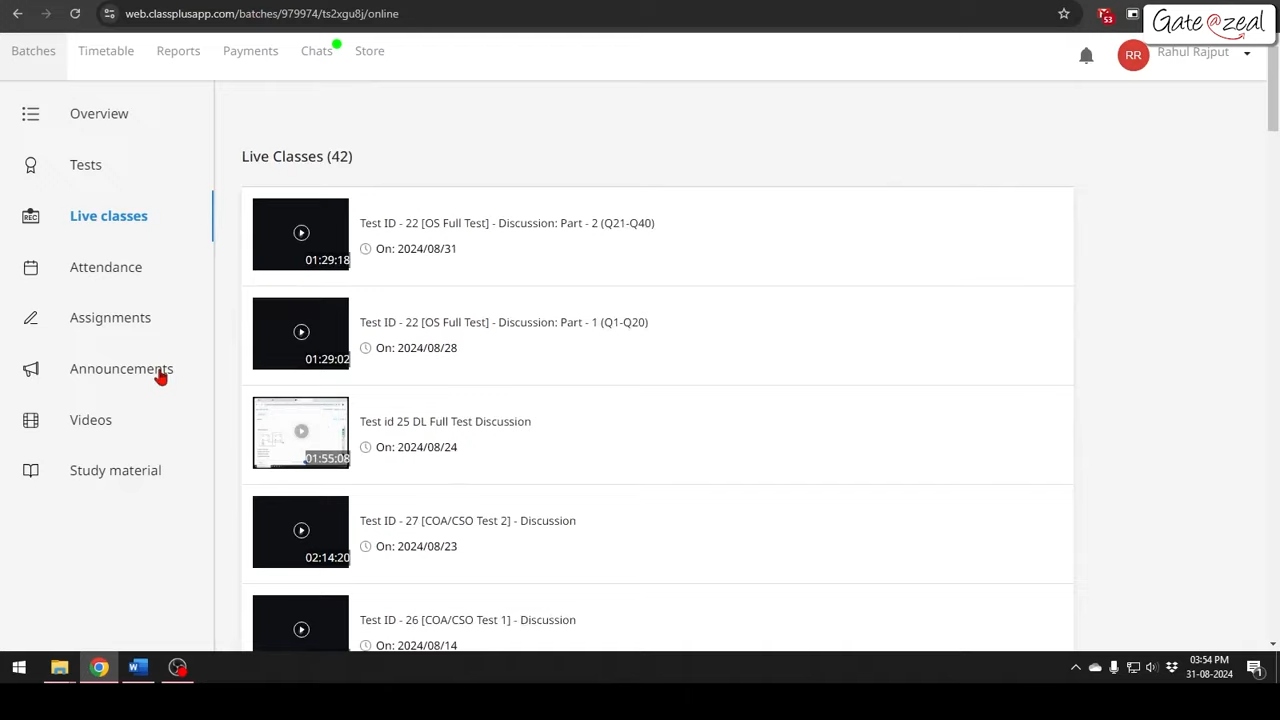 web.classplusapp.com/batches/979974/ts2xgu8j/online
53
Gate@zeal
Batches
Timetable
Reports
Payments
Chats
Store
RR
Rahul Rajput
Overview
Tests
REC
Live classes
Attendance
Assignments
Announcements
Videos
Study material
Live Classes (42)
01:29:18
Test ID - 22 [OS Full Test] - Discussion: Part - 2 (Q21-Q40)
On: 2024/08/31
01:29:02
Test ID - 22 [OS Full Test] - Discussion: Part - 1 (Q1-Q20)
On: 2024/08/28
01:55:08
Test id 25 DL Full Test Discussion
On: 2024/08/24
02:14:20
Test ID - 27 [COA/CSO Test 2] - Discussion
On: 2024/08/23
Test ID - 26 [COA/CSO Test 1] - Discussion
On: 2024/08/14
03:54 PM
31-08-2024
1